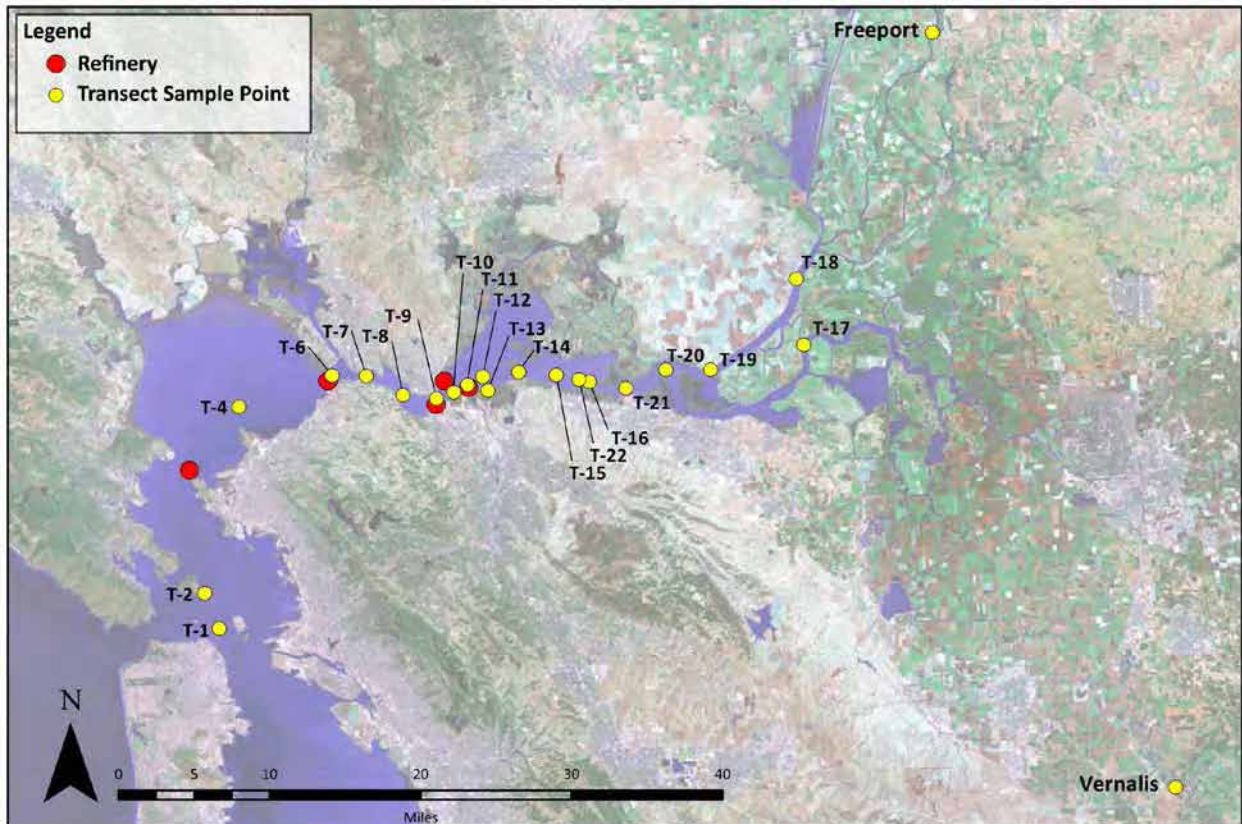 Legend
Refinery
Transect Sample Point
Freeport
T-10
T-11
T-12
T-18
T-9
T-13
T-7
T-14
T-8
T-17
T-6
T-20
T-19
T-4
T-21
T-16
T-22
T-15
T-2
T-1
N
0 5 10 20 30 40
Miles
Vernalis